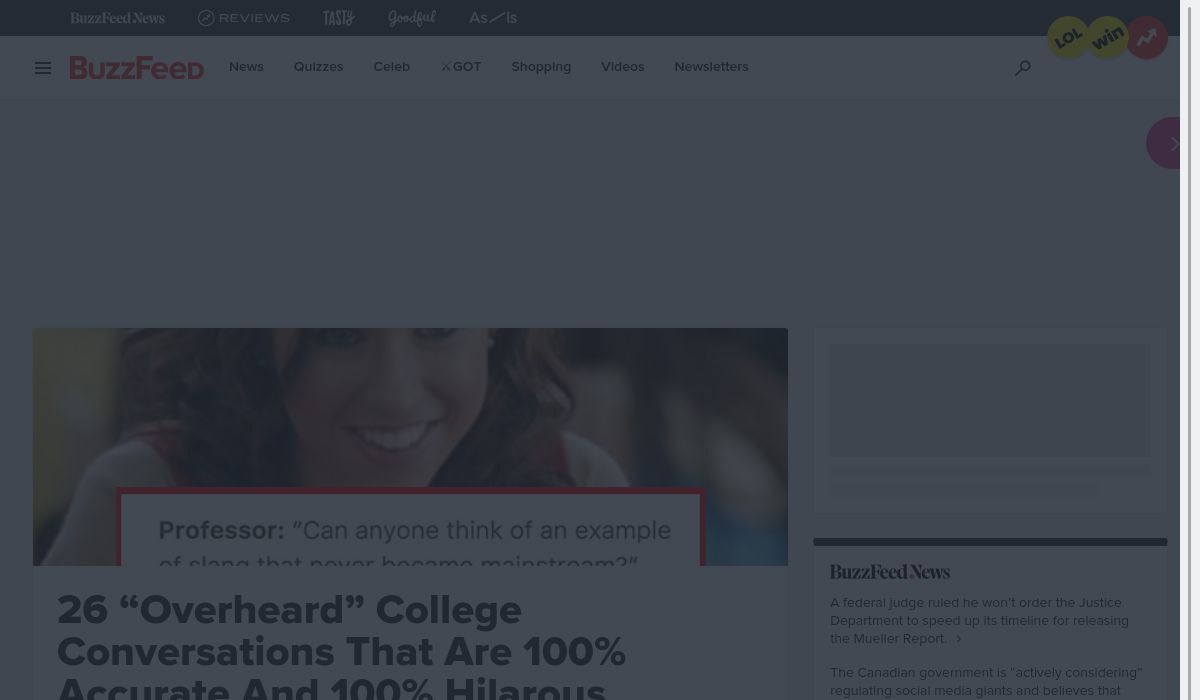 BuzzFeed News REVIEWS TASTY Goodful As/Is
BuzzFeed News Quizzes Celeb ⚔GOT Shopping Videos Newsletters LOL win
Professor: “Can anyone think of an example
of slang that never became mainstream?”
26 “Overheard” College
Conversations That Are 100%
Accurate And 100% Hilarous
BuzzFeed News
A federal judge ruled he won’t order the Justice
Department to speed up its timeline for releasing
the Mueller Report. ›
The Canadian government is “actively considering”
regulating social media giants and believes that